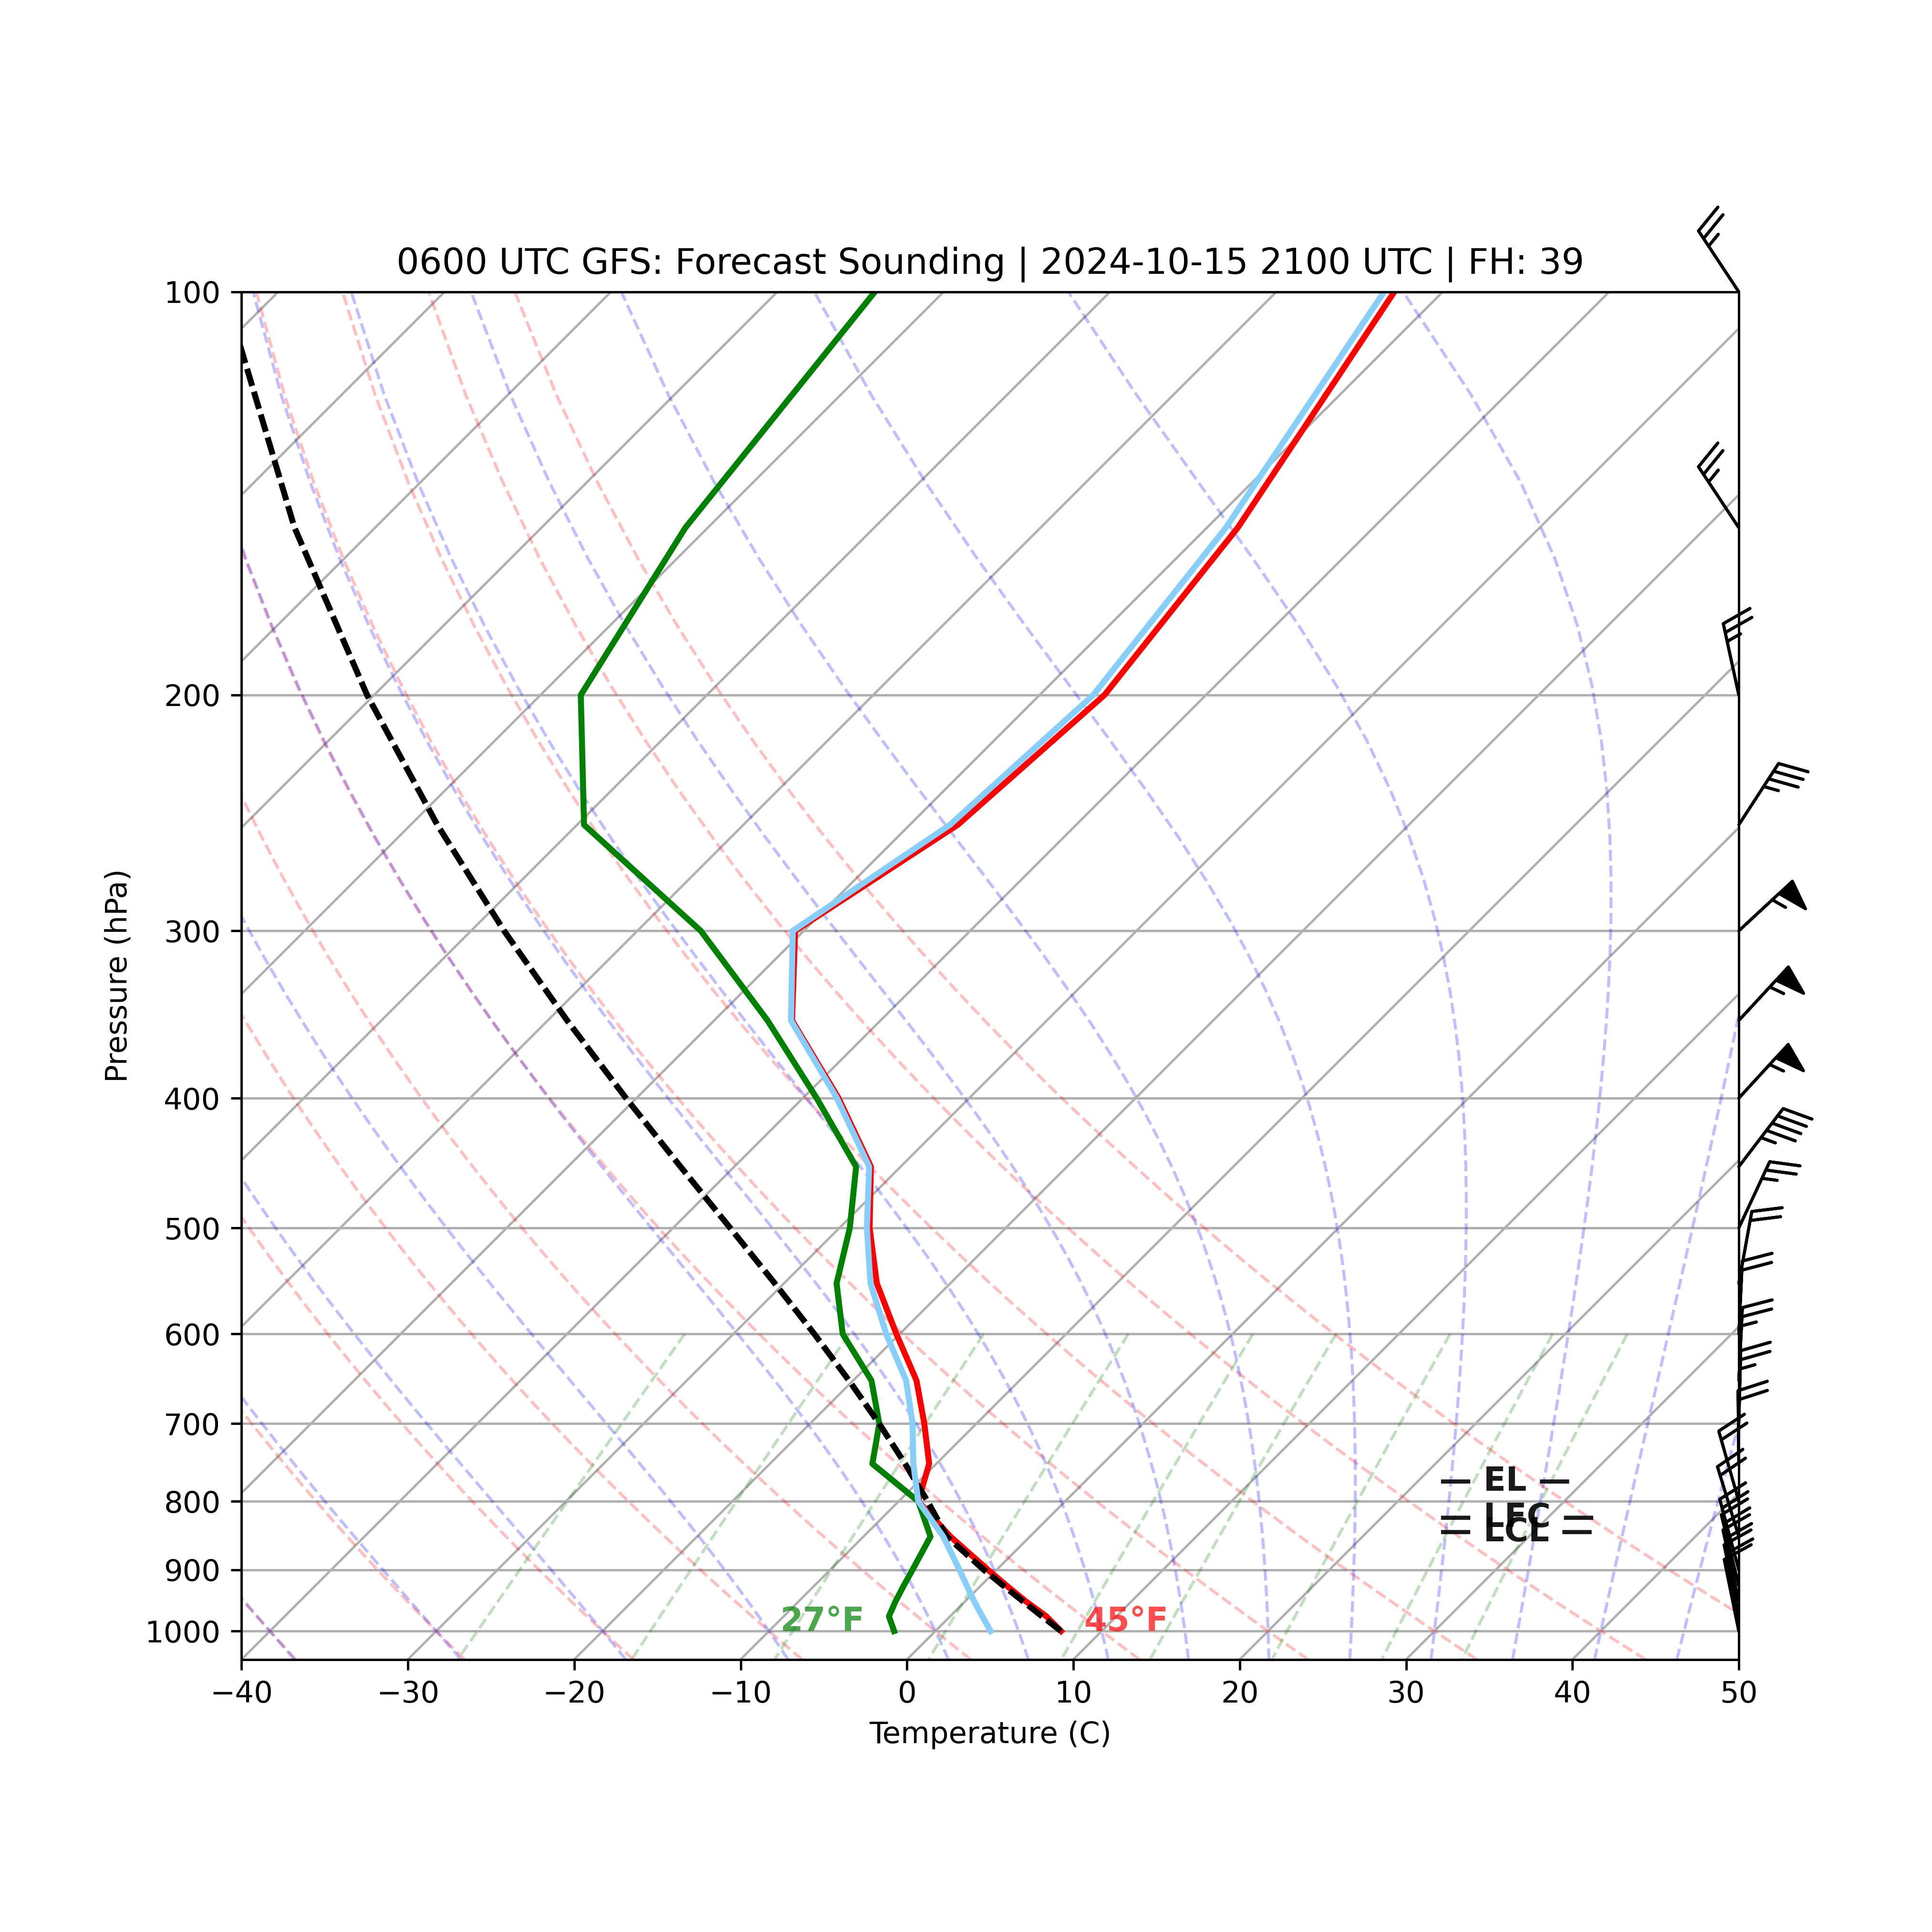 0600 UTC GFS: Forecast Sounding | 2024-10-15 2100 UTC | FH: 39
100
200
300
400
500
600
700
800
900
1000
Pressure (hPa)
— EL —
— LFC —
— LCL —
27°F
45°F
−40 −30 −20 −10 0 10 20 30 40 50
Temperature (C)